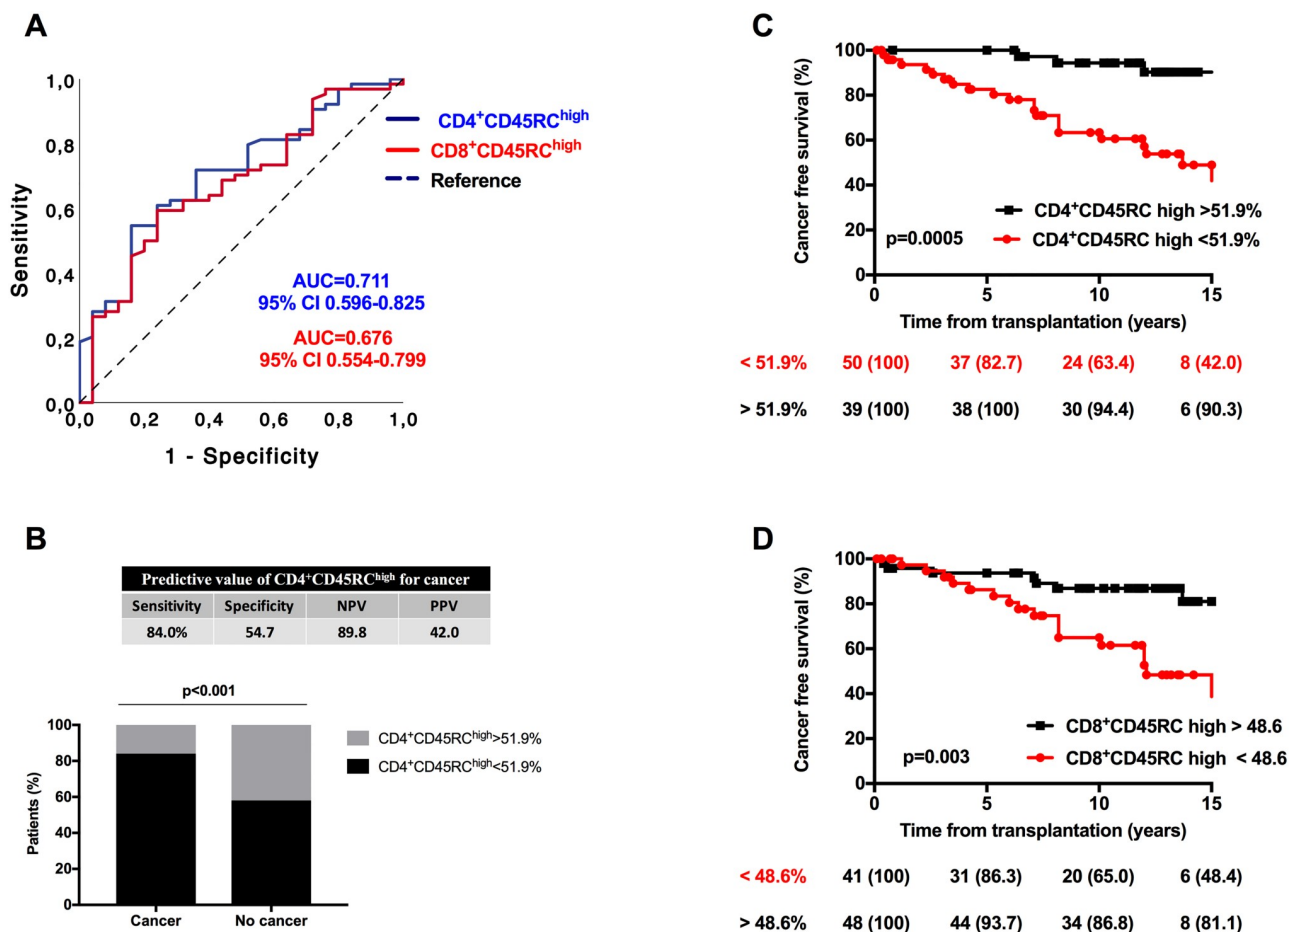 A
1,0
0,8
0,6
0,4
0,2
0,0
Sensitivity
CD4+CD45RChigh
CD8+CD45RChigh
Reference
AUC=0.711
95% CI 0.596-0.825
AUC=0.676
95% CI 0.554-0.799
0,0 0,2 0,4 0,6 0,8 1,0
1 - Specificity
B
Predictive value of CD4+CD45RChigh for cancer
Sensitivity Specificity NPV PPV
84.0% 54.7 89.8 42.0
p<0.001
100
80
60
40
20
0
Patients (%)
Cancer No cancer
CD4+CD45RChigh>51.9%
CD4+CD45RChigh<51.9%
C
100
80
60
40
20
0
Cancer free survival (%)
CD4+CD45RC high >51.9%
CD4+CD45RC high <51.9%
p=0.0005
0 5 10 15
Time from transplantation (years)
< 51.9% 50 (100) 37 (82.7) 24 (63.4) 8 (42.0)
> 51.9% 39 (100) 38 (100) 30 (94.4) 6 (90.3)
D
100
80
60
40
20
0
Cancer free survival (%)
CD8+CD45RC high > 48.6
CD8+CD45RC high < 48.6
p=0.003
0 5 10 15
Time from transplantation (years)
< 48.6% 41 (100) 31 (86.3) 20 (65.0) 6 (48.4)
> 48.6% 48 (100) 44 (93.7) 34 (86.8) 8 (81.1)